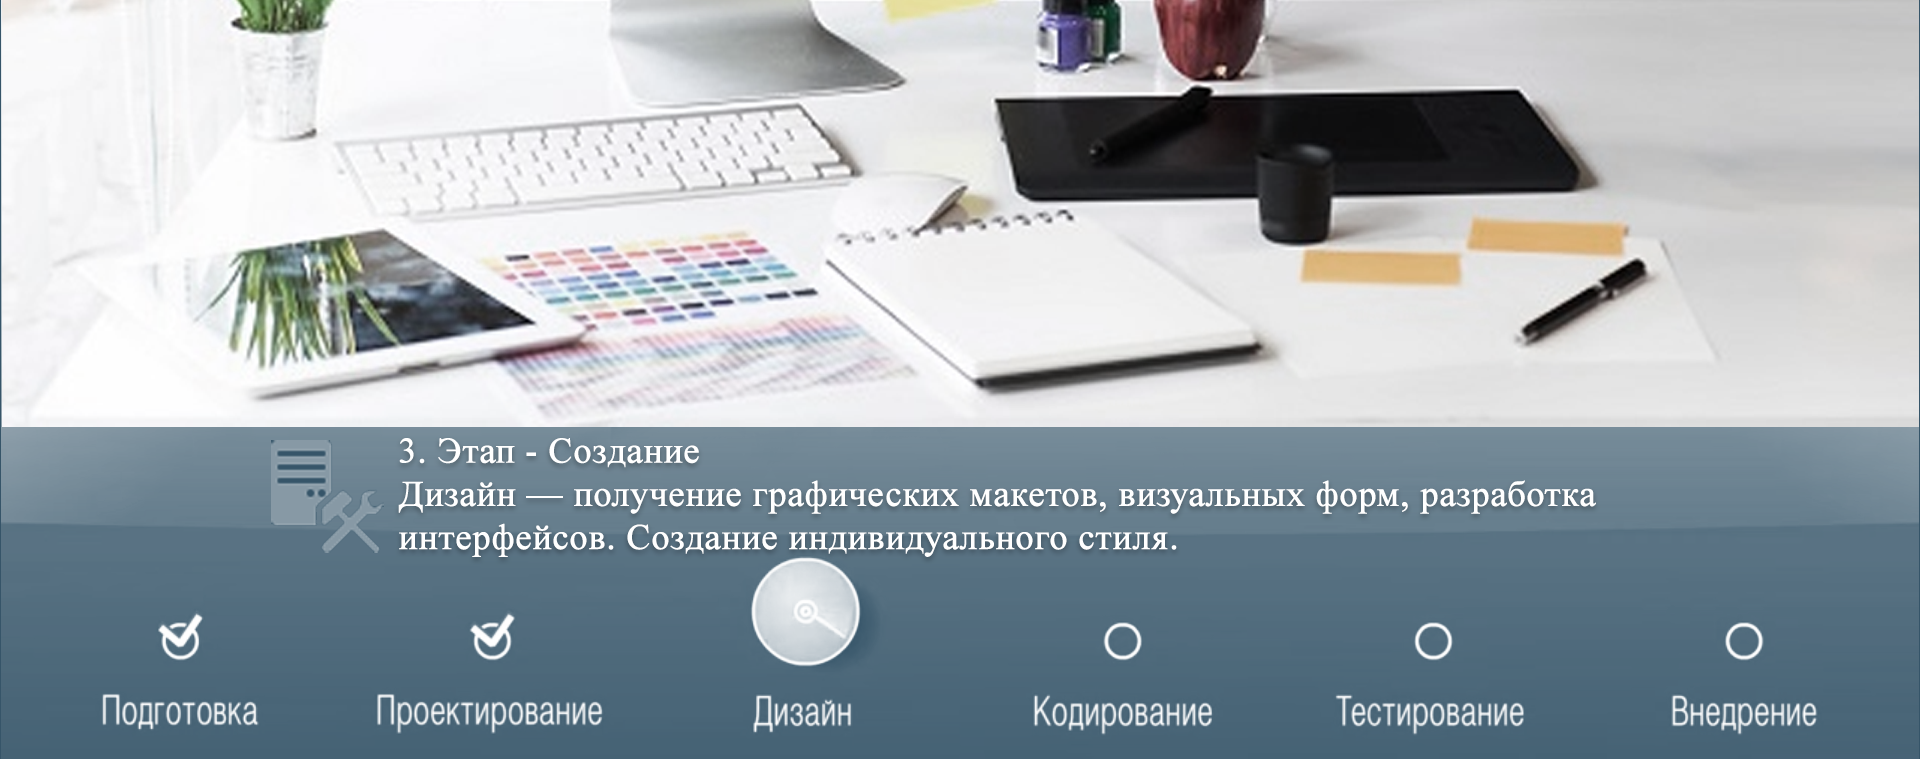 3. Этап - Создание
Дизайн — получение графических макетов, визуальных форм, разработка
интерфейсов. Создание индивидуального стиля.
Подготовка
Проектирование
Дизайн
Кодирование
Тестирование
Внедрение